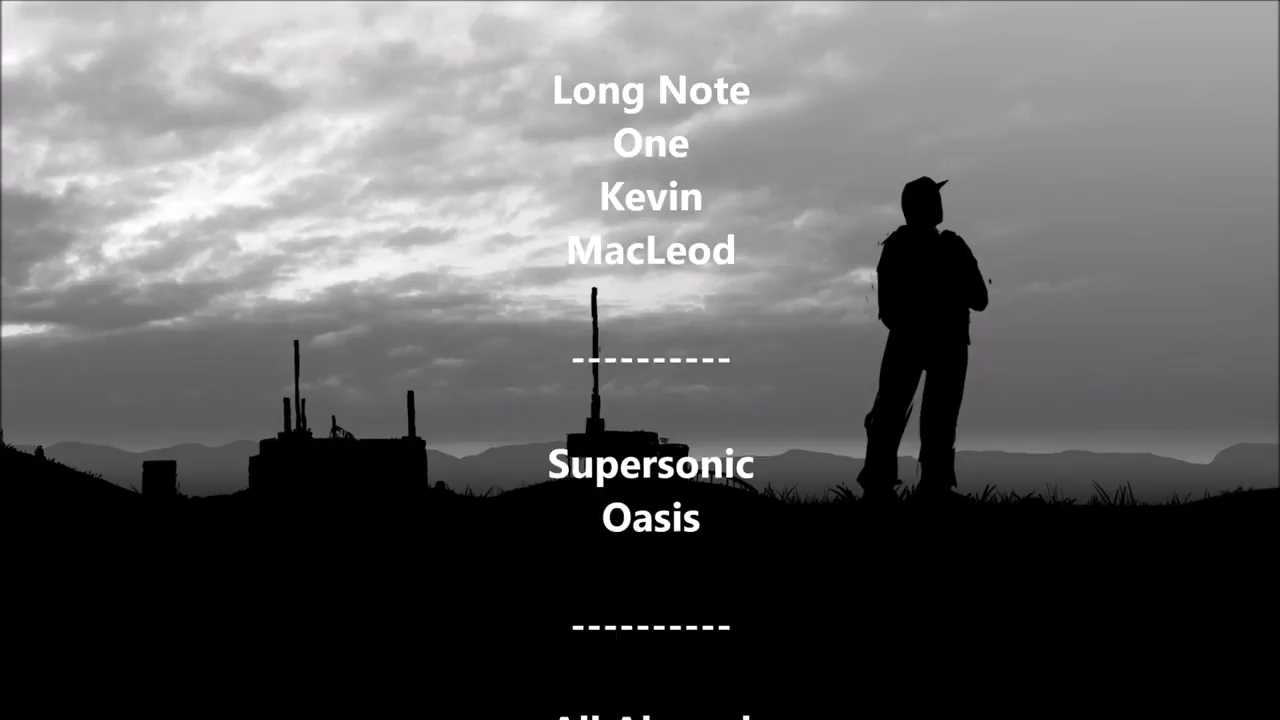 Long Note
One
Kevin
MacLeod
----------
Supersonic
Oasis
----------